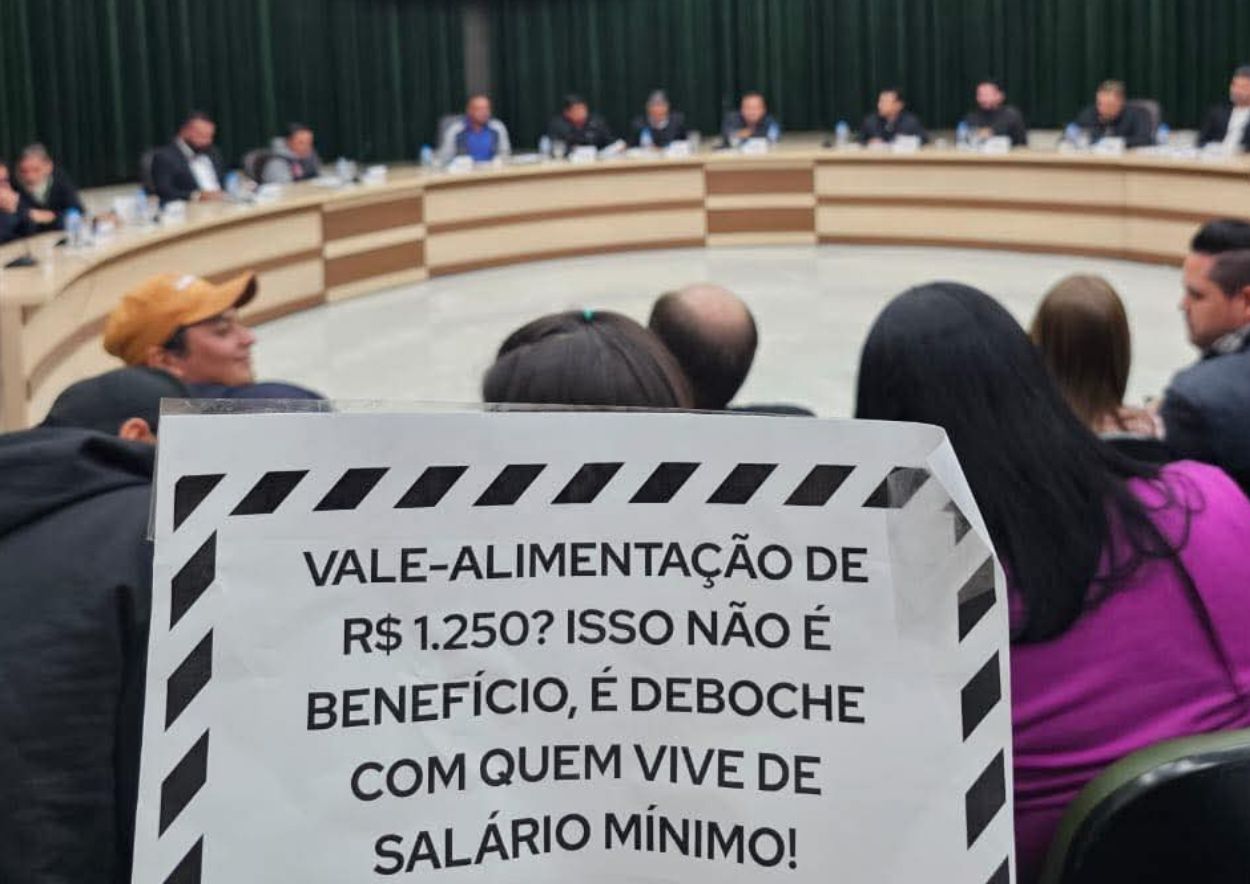 VALE-ALIMENTAÇÃO DE
R$ 1.250? ISSO NÃO É
BENEFÍCIO, É DEBOCHE
COM QUEM VIVE DE
SALÁRIO MÍNIMO!